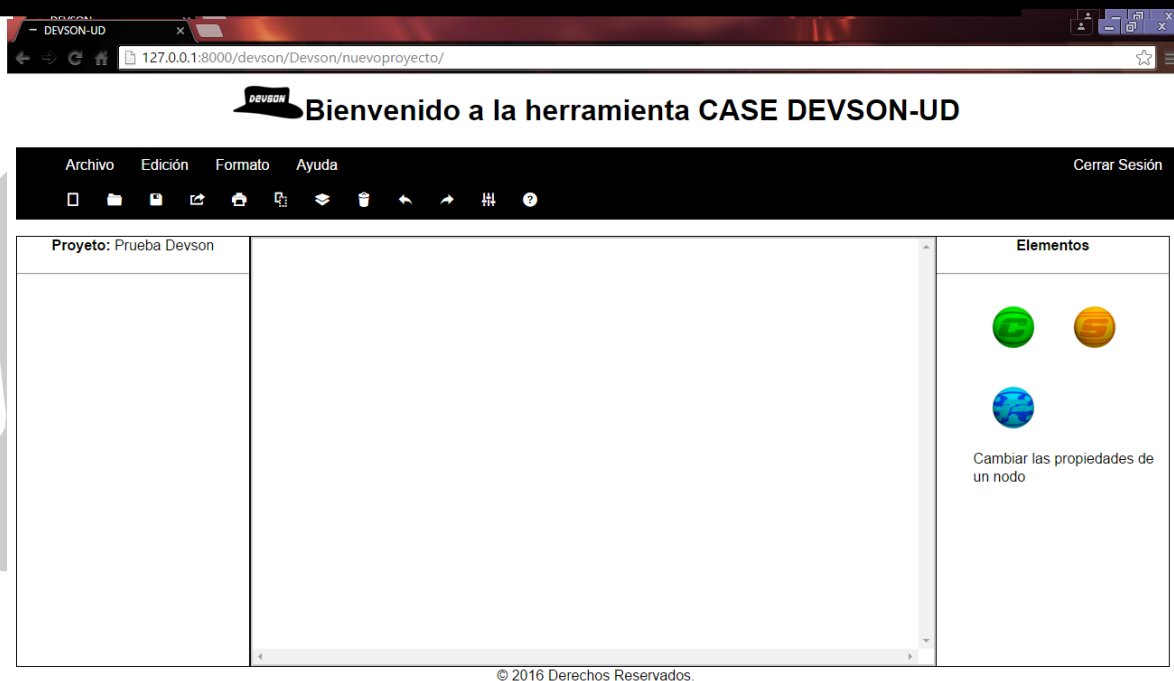 DEVSON-UD
127.0.0.1:8000/devson/Devson/nuevoproyecto/
DEVSON
Bienvenido a la herramienta CASE DEVSON-UD
Archivo Edición Formato Ayuda Cerrar Sesión
Proyeto: Prueba Devson
Elementos
C S
Cambiar las propiedades de
un nodo
© 2016 Derechos Reservados.